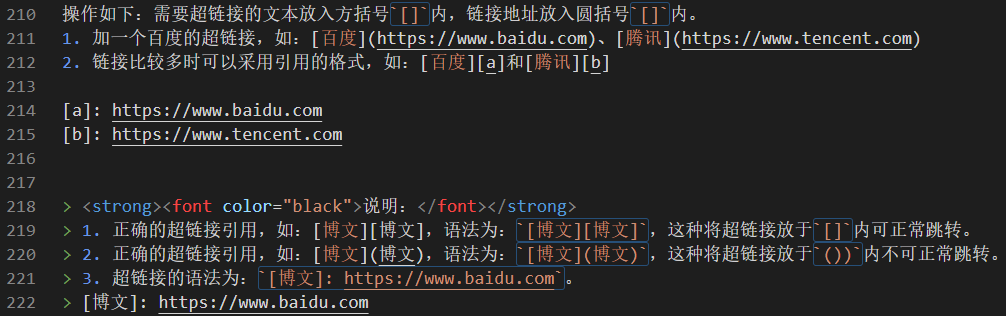 210 操作如下：需要超链接的文本放入方括号`[]`内，链接地址放入圆括号`[]`内。
211 1. 加一个百度的超链接，如：[百度](https://www.baidu.com)、[腾讯](https://www.tencent.com)
212 2. 链接比较多时可以采用引用的格式，如：[百度][a]和[腾讯][b]
213
214 [a]: https://www.baidu.com
215 [b]: https://www.tencent.com
216
217
218 > <strong><font color="black">说明：</font></strong>
219 > 1. 正确的超链接引用，如：[博文][博文]，语法为：`[博文][博文]`，这种将超链接放于`[]`内可正常跳转。
220 > 2. 正确的超链接引用，如：[博文](博文)，语法为：`[博文](博文)`，这种将超链接放于`())`内不可正常跳转。
221 > 3. 超链接的语法为：`[博文]: https://www.baidu.com`。
222 > [博文]: https://www.baidu.com